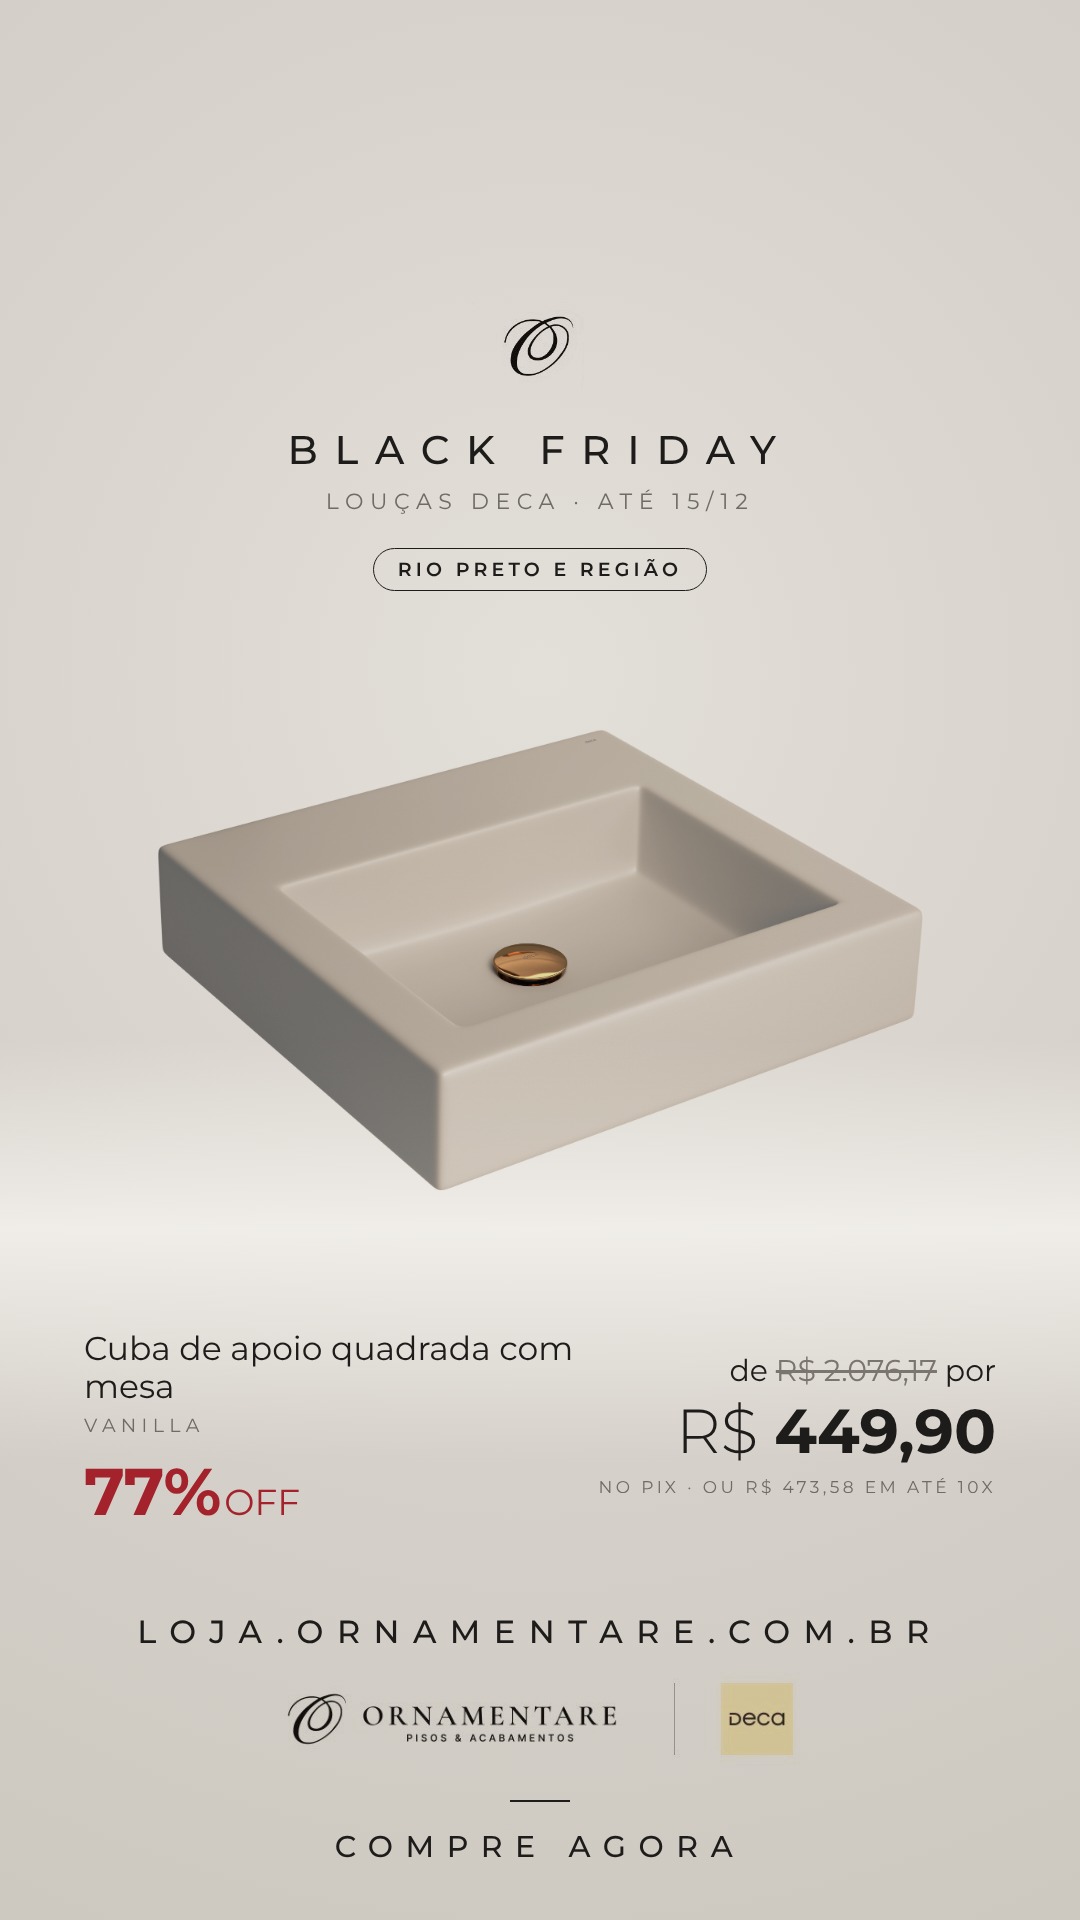 BLACK FRIDAY
LOUÇAS DECA · ATÉ 15/12
RIO PRETO E REGIÃO
Cuba de apoio quadrada com
mesa
VANILLA
77% OFF
de R$ 2.076,17 por
R$ 449,90
NO PIX · OU R$ 473,58 EM ATÉ 10X
LOJA.ORNAMENTARE.COM.BR
ORNAMENTARE
PISOS & ACABAMENTOS
Deca
COMPRE AGORA